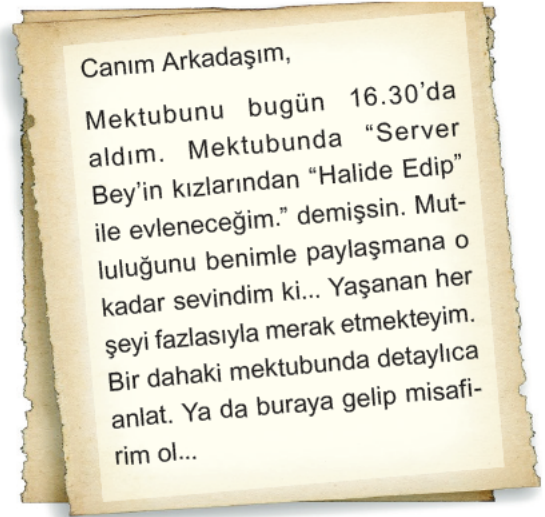 Canım Arkadaşım,
Mektubunu bugün 16.30’da
aldım. Mektubunda “Server
Bey’in kızlarından “Halide Edip”
ile evleneceğim.” demişsin. Mut-
luluğunu benimle paylaşmana o
kadar sevindim ki... Yaşanan her
şeyi fazlasıyla merak etmekteyim.
Bir dahaki mektubunda detaylıca
anlat. Ya da buraya gelip misafi-
rim ol...